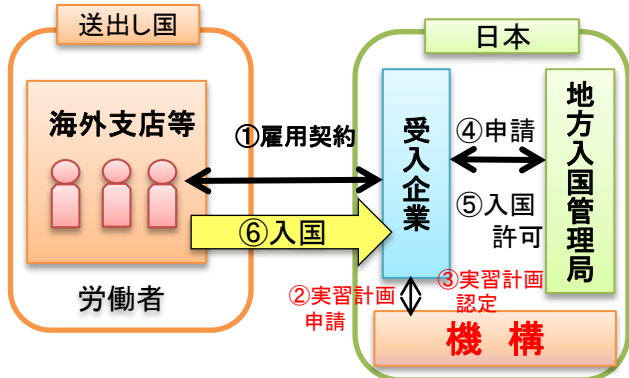 送出し国
日本
海外支店等
①雇用契約
受入企業
④申請
⑤入国
許可
地方入国管理局
⑥入国
労働者
②実習計画
申請
③実習計画
認定
機構